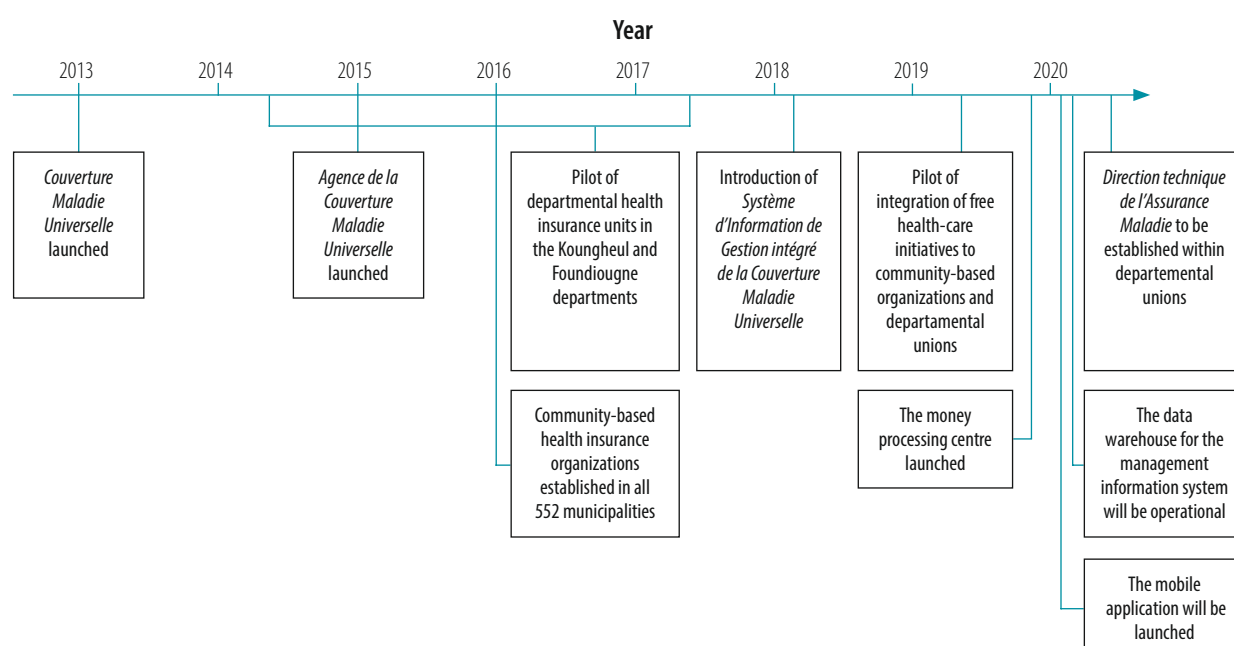 Year
2013 2014 2015 2016 2017 2018 2019 2020
Couverture
Maladie
Universelle
launched
Agence de la
Couverture
Maladie
Universelle
launched
Pilot of
departmental health
insurance units in
the Koungheul and
Foundiougne
departments
Introduction of
Système
d'Information de
Gestion intégré
de la Couverture
Maladie
Universelle
Pilot of
integration of free
health-care
initiatives to
community-based
organizations and
departamental
unions
Direction technique
de l'Assurance
Maladie to be
established within
departemental
unions
Community-based
health insurance
organizations
established in all
552 municipalities
The money
processing centre
launched
The data
warehouse for the
management
information system
will be operational
The mobile
application will be
launched